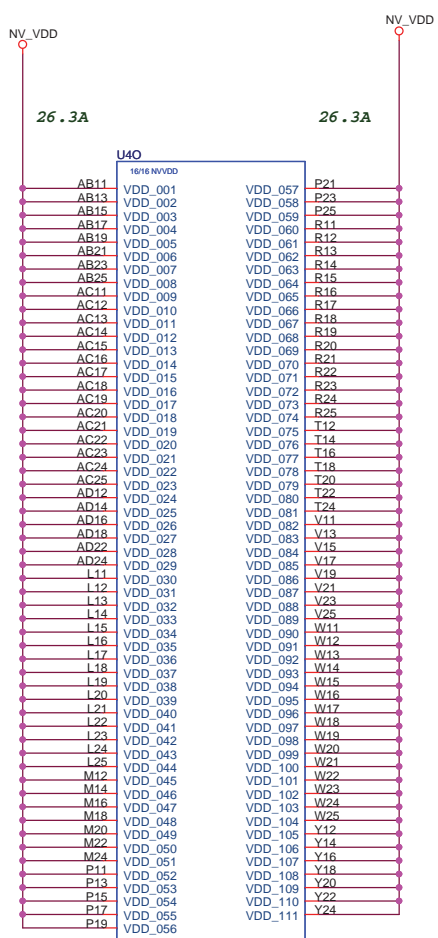 NV_VDD NV_VDD
26.3A 26.3A
U4O
16/16 NVVDD
AB11 VDD_001 VDD_057 P21
AB13 VDD_002 VDD_058 P23
AB15 VDD_003 VDD_059 P25
AB17 VDD_004 VDD_060 R11
AB19 VDD_005 VDD_061 R12
AB21 VDD_006 VDD_062 R13
AB23 VDD_007 VDD_063 R14
AB25 VDD_008 VDD_064 R15
AC11 VDD_009 VDD_065 R16
AC12 VDD_010 VDD_066 R17
AC13 VDD_011 VDD_067 R18
AC14 VDD_012 VDD_068 R19
AC15 VDD_013 VDD_069 R20
AC16 VDD_014 VDD_070 R21
AC17 VDD_015 VDD_071 R22
AC18 VDD_016 VDD_072 R23
AC19 VDD_017 VDD_073 R24
AC20 VDD_018 VDD_074 R25
AC21 VDD_019 VDD_075 T12
AC22 VDD_020 VDD_076 T14
AC23 VDD_021 VDD_077 T16
AC24 VDD_022 VDD_078 T18
AC25 VDD_023 VDD_079 T20
AD12 VDD_024 VDD_080 T22
AD14 VDD_025 VDD_081 T24
AD16 VDD_026 VDD_082 V11
AD18 VDD_027 VDD_083 V13
AD22 VDD_028 VDD_084 V15
AD24 VDD_029 VDD_085 V17
L11 VDD_030 VDD_086 V19
L12 VDD_031 VDD_087 V21
L13 VDD_032 VDD_088 V23
L14 VDD_033 VDD_089 V25
L15 VDD_034 VDD_090 W11
L16 VDD_035 VDD_091 W12
L17 VDD_036 VDD_092 W13
L18 VDD_037 VDD_093 W14
L19 VDD_038 VDD_094 W15
L20 VDD_039 VDD_095 W16
L21 VDD_040 VDD_096 W17
L22 VDD_041 VDD_097 W18
L23 VDD_042 VDD_098 W19
L24 VDD_043 VDD_099 W20
L25 VDD_044 VDD_100 W21
M12 VDD_045 VDD_101 W22
M14 VDD_046 VDD_102 W23
M16 VDD_047 VDD_103 W24
M18 VDD_048 VDD_104 W25
M20 VDD_049 VDD_105 Y12
M22 VDD_050 VDD_106 Y14
M24 VDD_051 VDD_107 Y16
P11 VDD_052 VDD_108 Y18
P13 VDD_053 VDD_109 Y20
P15 VDD_054 VDD_110 Y22
P17 VDD_055 VDD_111 Y24
P19 VDD_056